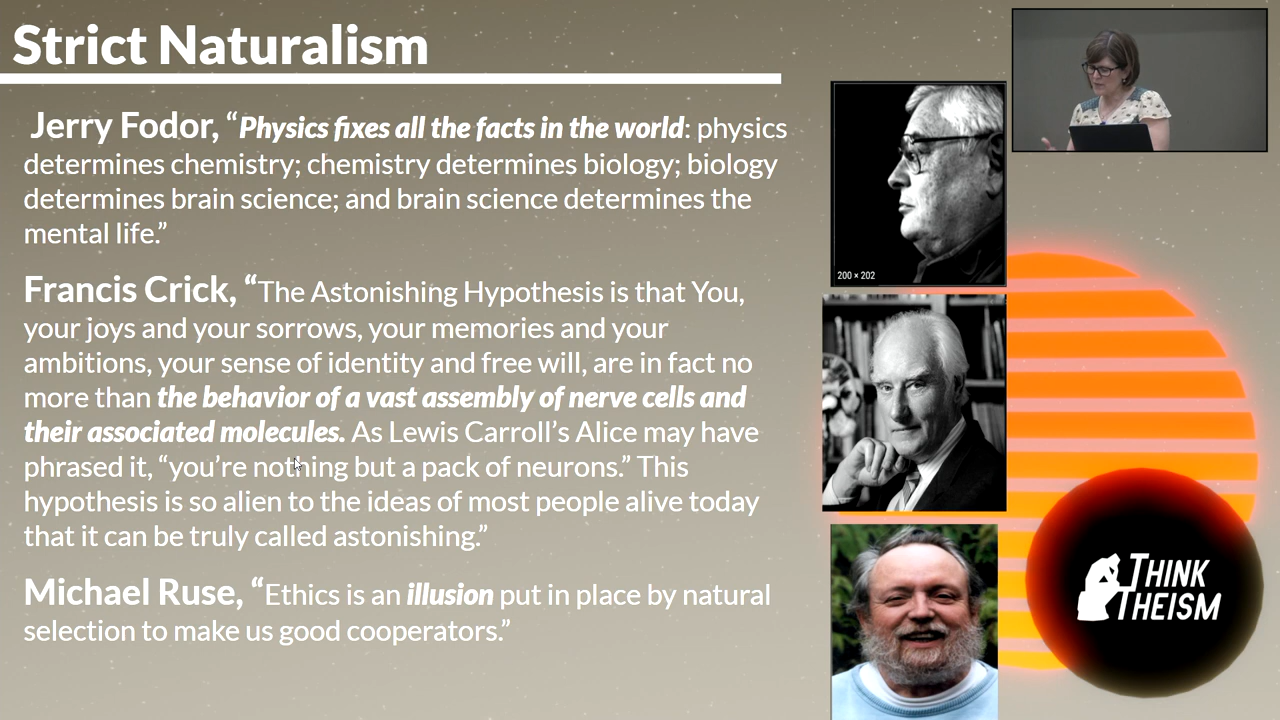 Strict Naturalism
Jerry Fodor, “Physics fixes all the facts in the world: physics
determines chemistry; chemistry determines biology; biology
determines brain science; and brain science determines the
mental life.”
Francis Crick, “The Astonishing Hypothesis is that You,
your joys and your sorrows, your memories and your
ambitions, your sense of identity and free will, are in fact no
more than the behavior of a vast assembly of nerve cells and
their associated molecules. As Lewis Carroll’s Alice may have
phrased it, “you’re nothing but a pack of neurons.” This
hypothesis is so alien to the ideas of most people alive today
that it can be truly called astonishing.”
Michael Ruse, “Ethics is an illusion put in place by natural
selection to make us good cooperators.”
200 × 202
THINK
THEISM